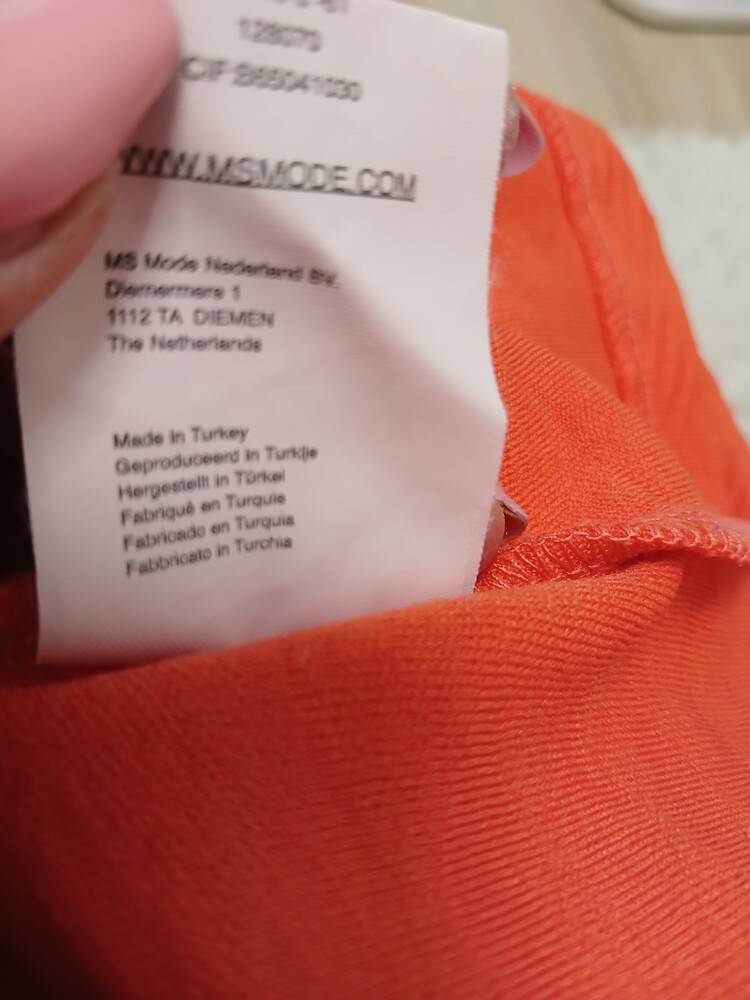 128070
CIF:B65041030
WWW.MSMODE.COM
MS Mode Nederland BV.
Diemermere 1
1112 TA DIEMEN
The Netherlands
Made in Turkey
Geproduceerd in Turkije
Hergestellt in Türkei
Fabriqué en Turquie
Fabricado en Turquia
Fabbricato in Turchia